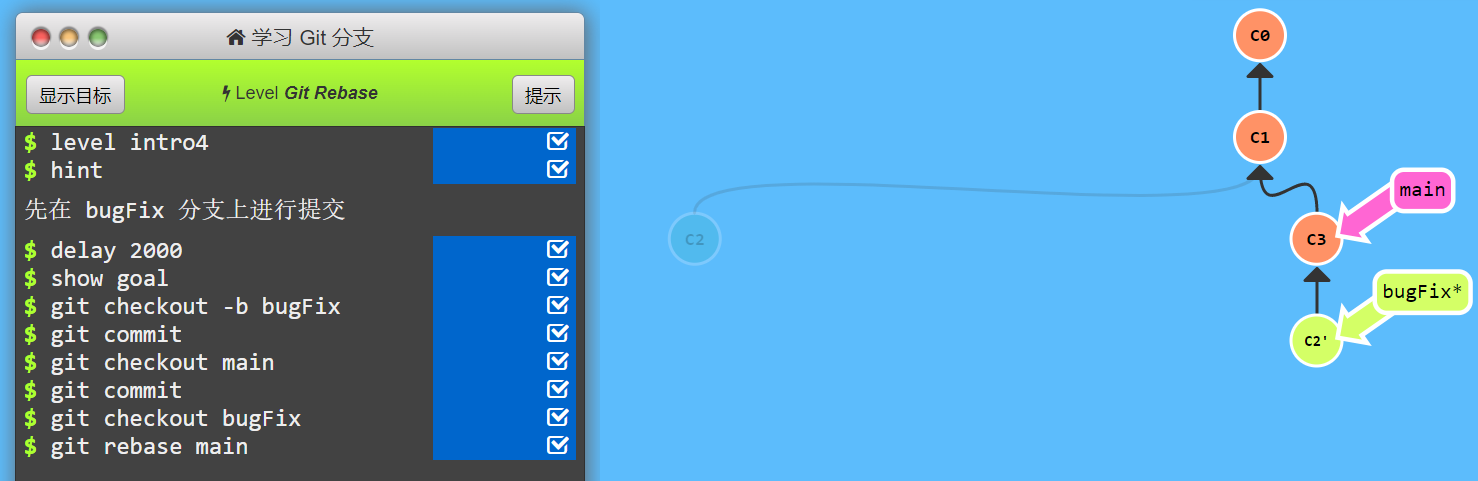 学习 Git 分支
显示目标
Level Git Rebase
提示
$ level intro4
$ hint
先在 bugFix 分支上进行提交
$ delay 2000
$ show goal
$ git checkout -b bugFix
$ git commit
$ git checkout main
$ git commit
$ git checkout bugFix
$ git rebase main
C0
C1
main
C2
C3
bugFix*
C2'